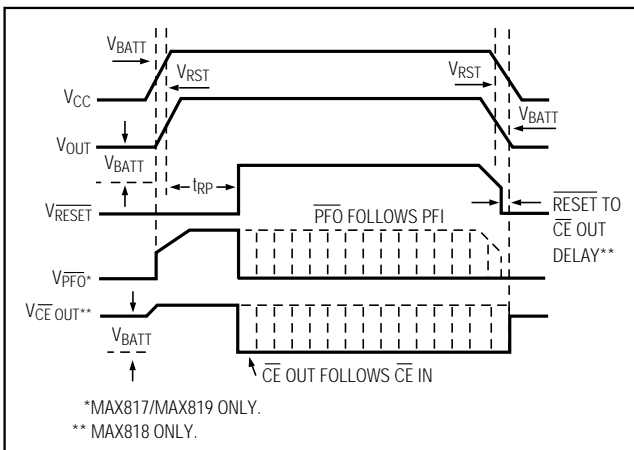 VBATT
VRST
VCC
VRST
VBATT
VOUT
VBATT
tRP
VRESET
PFO FOLLOWS PFI
RESET TO
CE OUT
DELAY**
VPFO*
VCE OUT**
VBATT
CE OUT FOLLOWS CE IN
*MAX817/MAX819 ONLY.
** MAX818 ONLY.